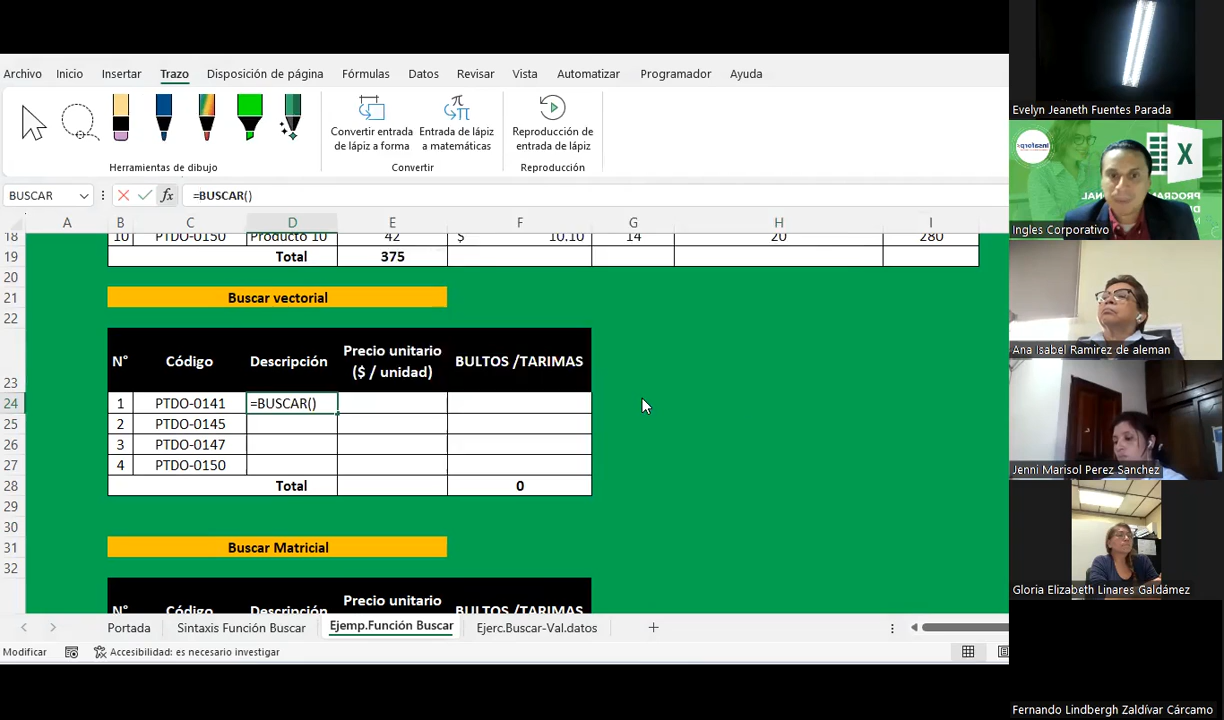 Archivo Inicio Insertar Trazo Disposición de página Fórmulas Datos Revisar Vista Automatizar Programador Ayuda
Convertir entrada de lápiz a forma
Entrada de lápiz a matemáticas
Reproducción de entrada de lápiz
Herramientas de dibujo Convertir Reproducción
BUSCAR fx =BUSCAR()
A B C D E F G H I
18 10 PTDO-0150 Producto 10 42 $ 10.10 14 20 280
19 Total 375
20
21 Buscar vectorial
22
23 N° Código Descripción Precio unitario ($ / unidad) BULTOS /TARIMAS
24 1 PTDO-0141 =BUSCAR()
25 2 PTDO-0145
26 3 PTDO-0147
27 4 PTDO-0150
28 Total 0
29
30
31 Buscar Matricial
32
N° Código Descripción Precio unitario BULTOS /TARIMAS
Portada Sintaxis Función Buscar Ejemp.Función Buscar Ejerc.Buscar-Val.datos
Modificar Accesibilidad: es necesario investigar
Evelyn Jeaneth Fuentes Parada
Insaforp
X
Ingles Corporativo
Ana Isabel Ramirez de aleman
Jenni Marisol Perez Sanchez
Gloria Elizabeth Linares Galdámez
Fernando Lindbergh Zaldívar Cárcamo